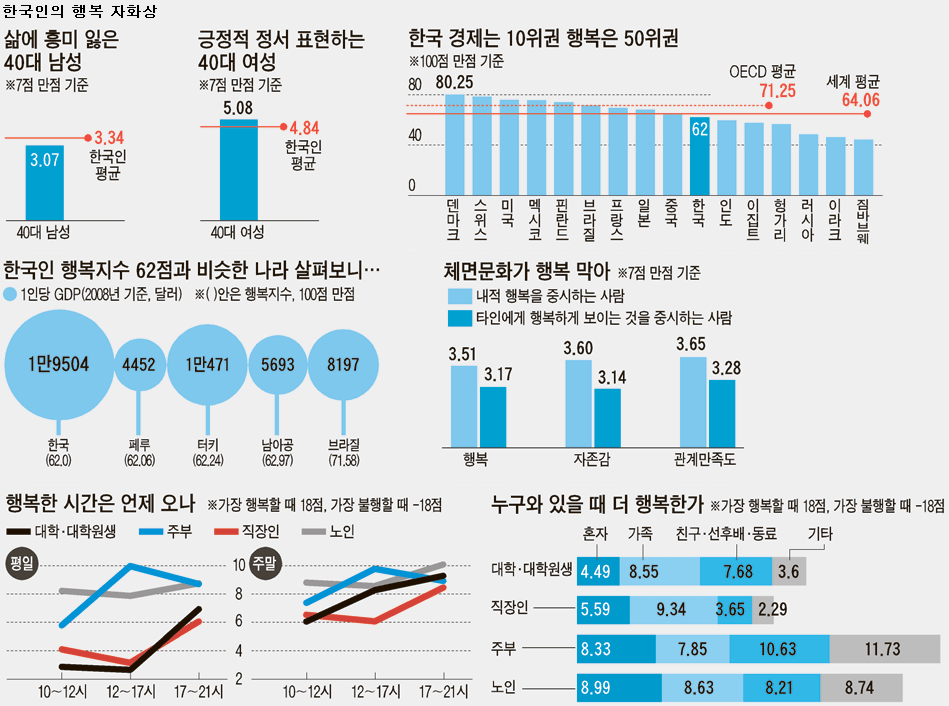 한국인의 행복 자화상
삶에 흥미 잃은
40대 남성
※7점 만점 기준
3.07
3.34
한국인
평균
40대 남성
긍정적 정서 표현하는
40대 여성
※7점 만점 기준
5.08
4.84
한국인
평균
40대 여성
한국 경제는 10위권 행복은 50위권
※100점 만점 기준
80
40
0
80.25
62
OECD 평균
71.25
세계 평균
64.06
덴마크
스위스
미국
멕시코
핀란드
브라질
프랑스
일본
중국
한국
인도
이집트
헝가리
러시아
이라크
짐바브웨
한국인 행복지수 62점과 비슷한 나라 살펴보니…
1인당 GDP(2008년 기준, 달러) ※( )안은 행복지수, 100점 만점
1만9504 4452 1만471 5693 8197
한국 페루 터키 남아공 브라질
(62.0) (62.06) (62.24) (62.97) (71.58)
체면문화가 행복 막아 ※7점 만점 기준
내적 행복을 중시하는 사람
타인에게 행복하게 보이는 것을 중시하는 사람
3.51 3.17 3.60 3.14 3.65 3.28
행복 자존감 관계만족도
행복한 시간은 언제 오나 ※가장 행복할 때 18점, 가장 불행할 때 -18점
대학·대학원생 주부 직장인 노인
평일
주말
10
8
6
4
2
10~12시 12~17시 17~21시
10~12시 12~17시 17~21시
누구와 있을 때 더 행복한가 ※가장 행복할 때 18점, 가장 불행할 때 -18점
혼자 가족 친구·선후배·동료 기타
대학·대학원생 4.49 8.55 7.68 3.6
직장인 5.59 9.34 3.65 2.29
주부 8.33 7.85 10.63 11.73
노인 8.99 8.63 8.21 8.74